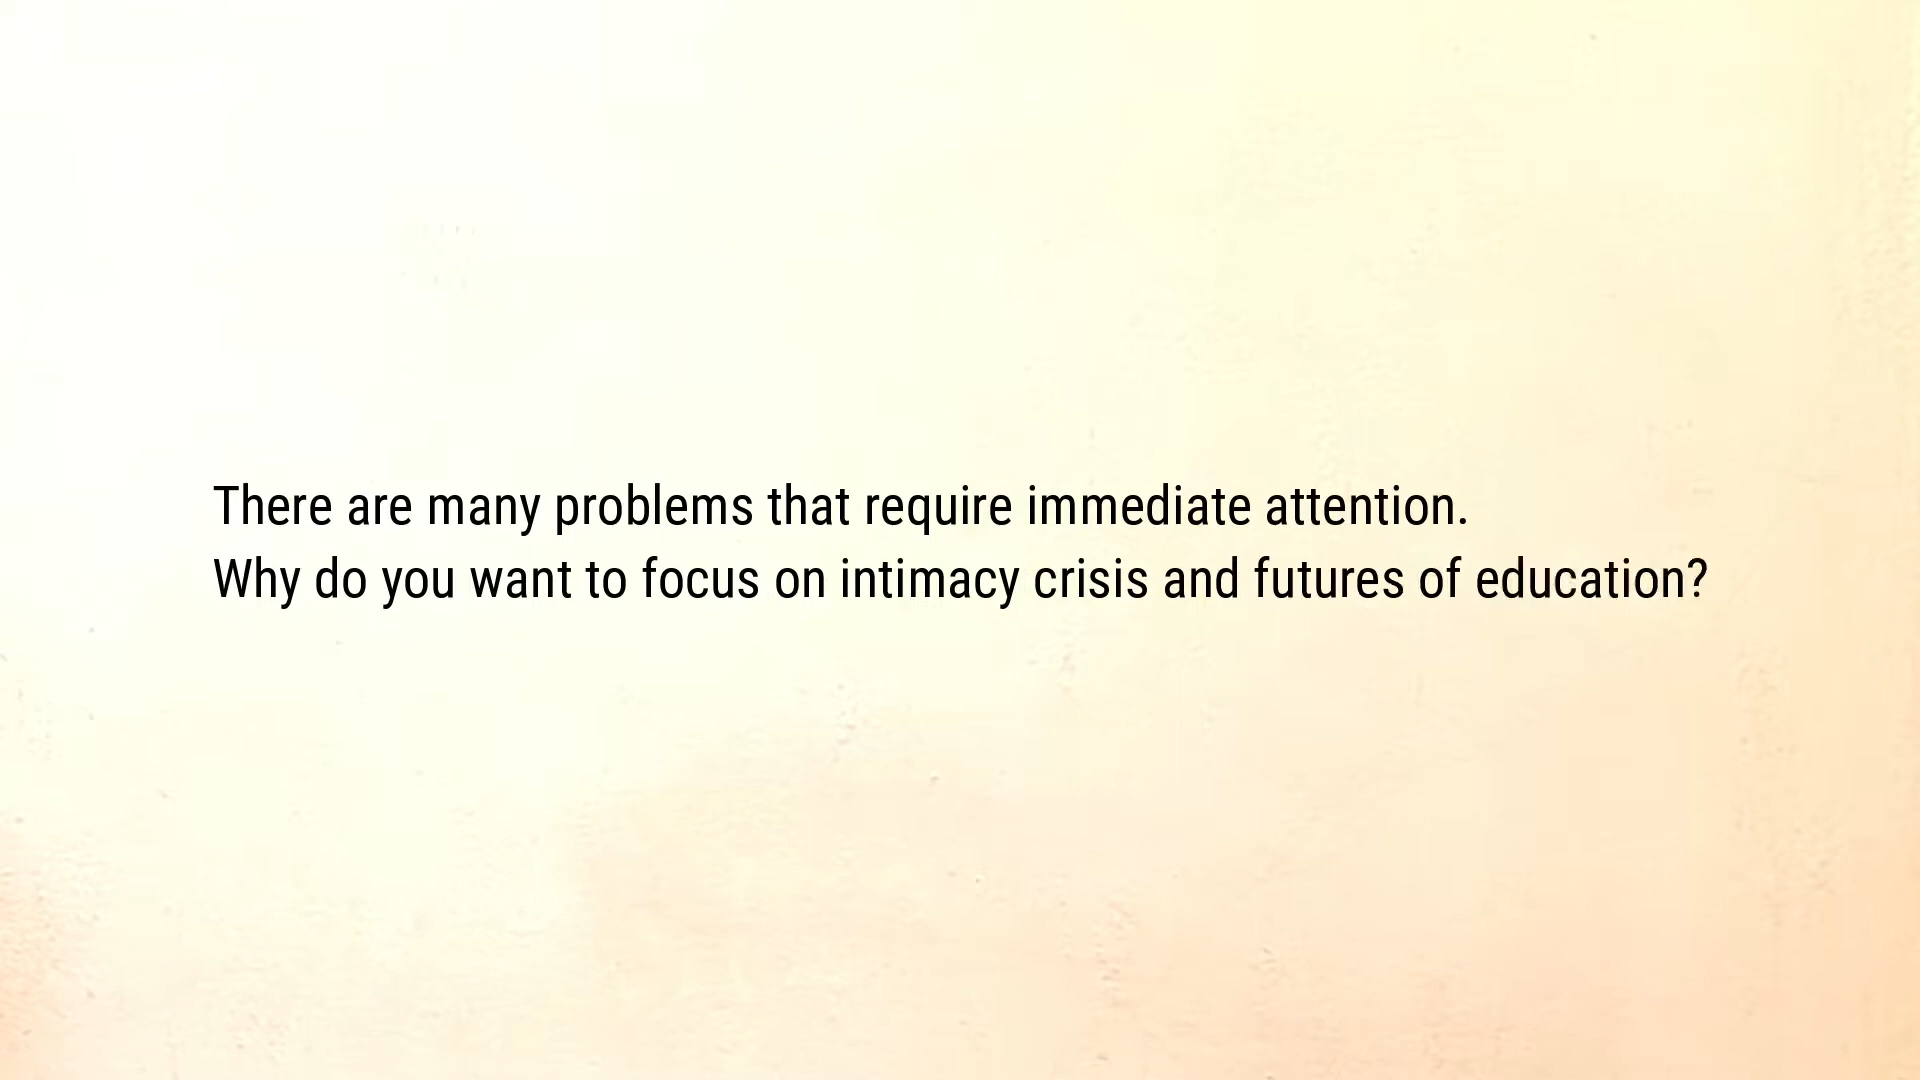 There are many problems that require immediate attention.
Why do you want to focus on intimacy crisis and futures of education?